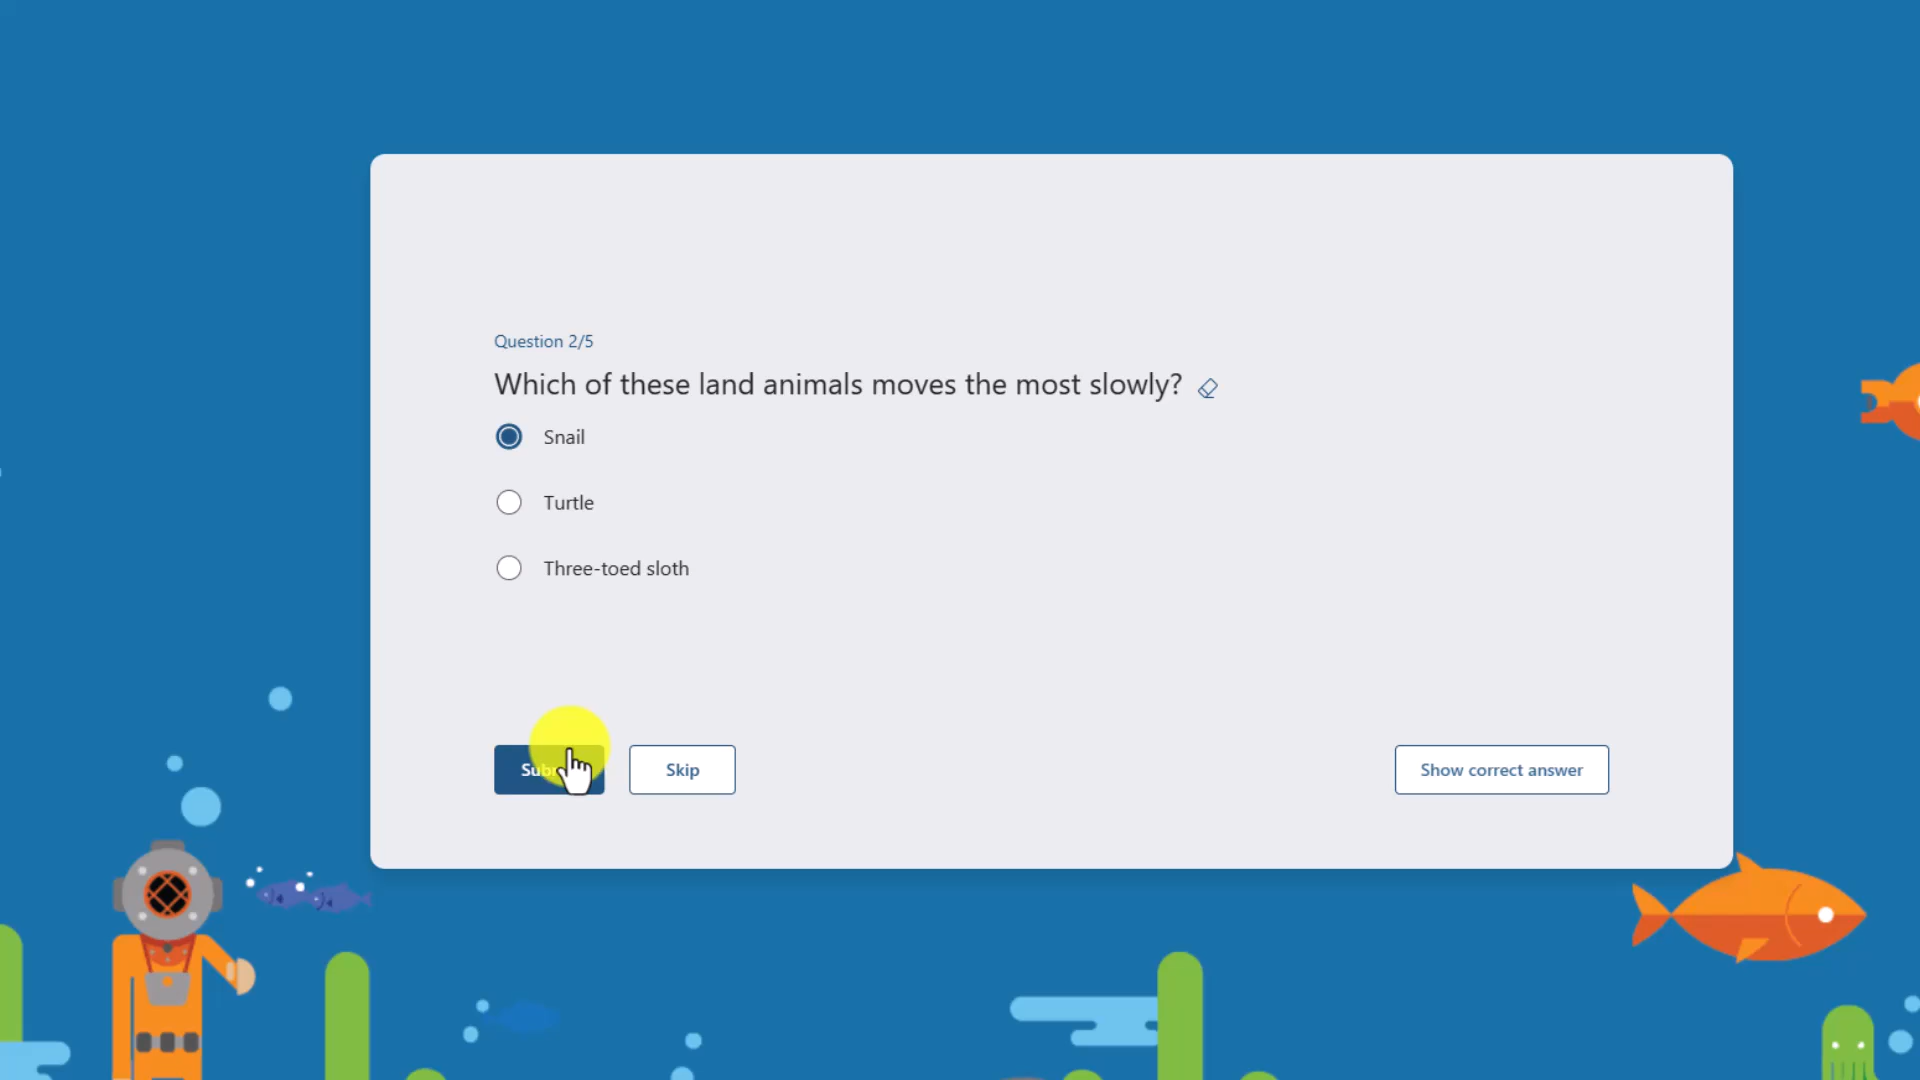 Question 2/5
Which of these land animals moves the most slowly?
Snail
Turtle
Three-toed sloth
Skip
Show correct answer